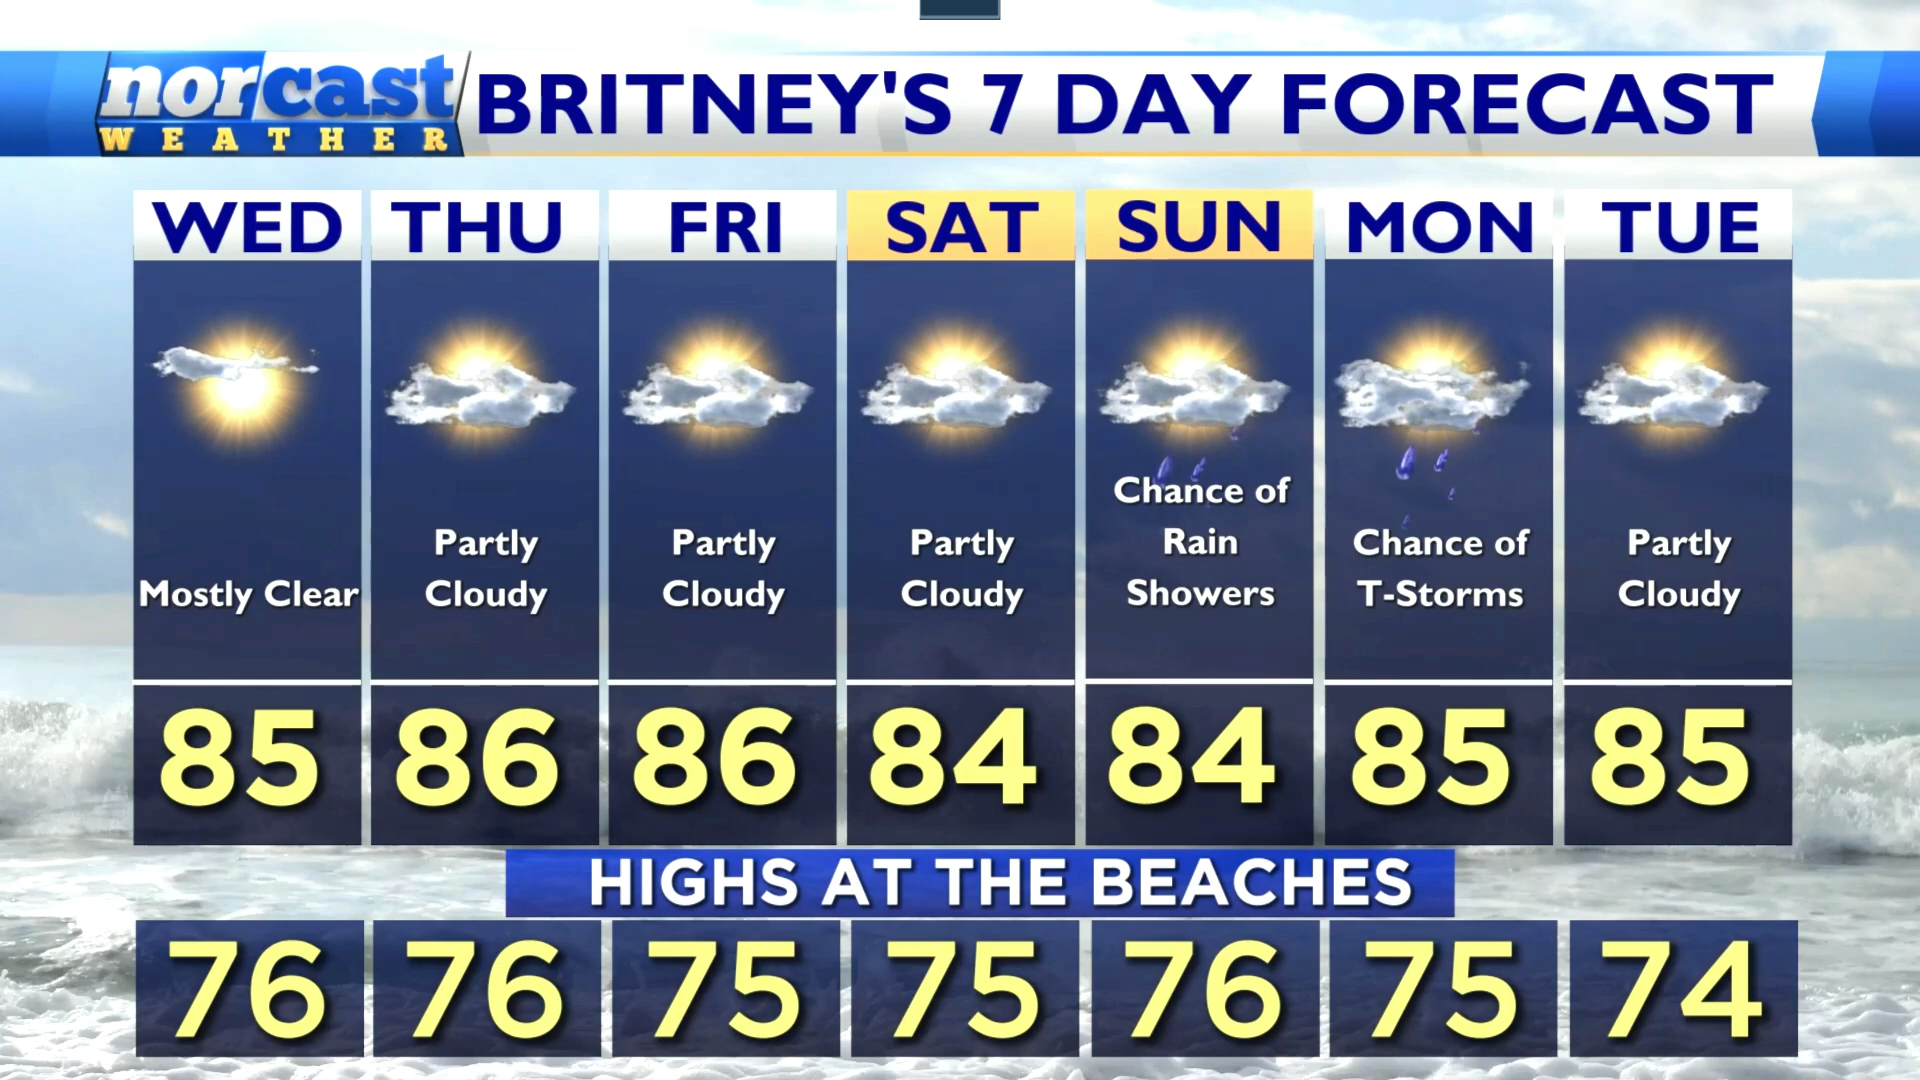 norcast
WEATHER
BRITNEY'S 7 DAY FORECAST
WED THU FRI SAT SUN MON TUE
Mostly Clear
Partly
Cloudy
Partly
Cloudy
Partly
Cloudy
Chance of
Rain
Showers
Chance of
T-Storms
Partly
Cloudy
85 86 86 84 84 85 85
HIGHS AT THE BEACHES
76 76 75 75 76 75 74